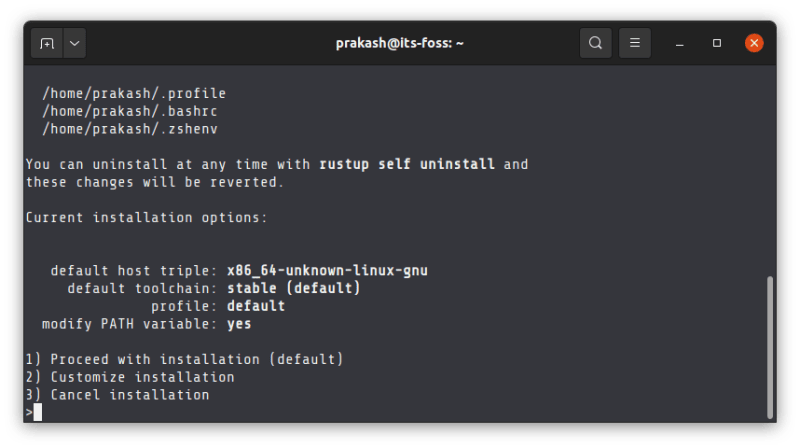 prakash@its-foss: ~
/home/prakash/.profile
/home/prakash/.bashrc
/home/prakash/.zshenv
You can uninstall at any time with rustup self uninstall and
these changes will be reverted.
Current installation options:
default host triple: x86_64-unknown-linux-gnu
default toolchain: stable (default)
profile: default
modify PATH variable: yes
1) Proceed with installation (default)
2) Customize installation
3) Cancel installation
>